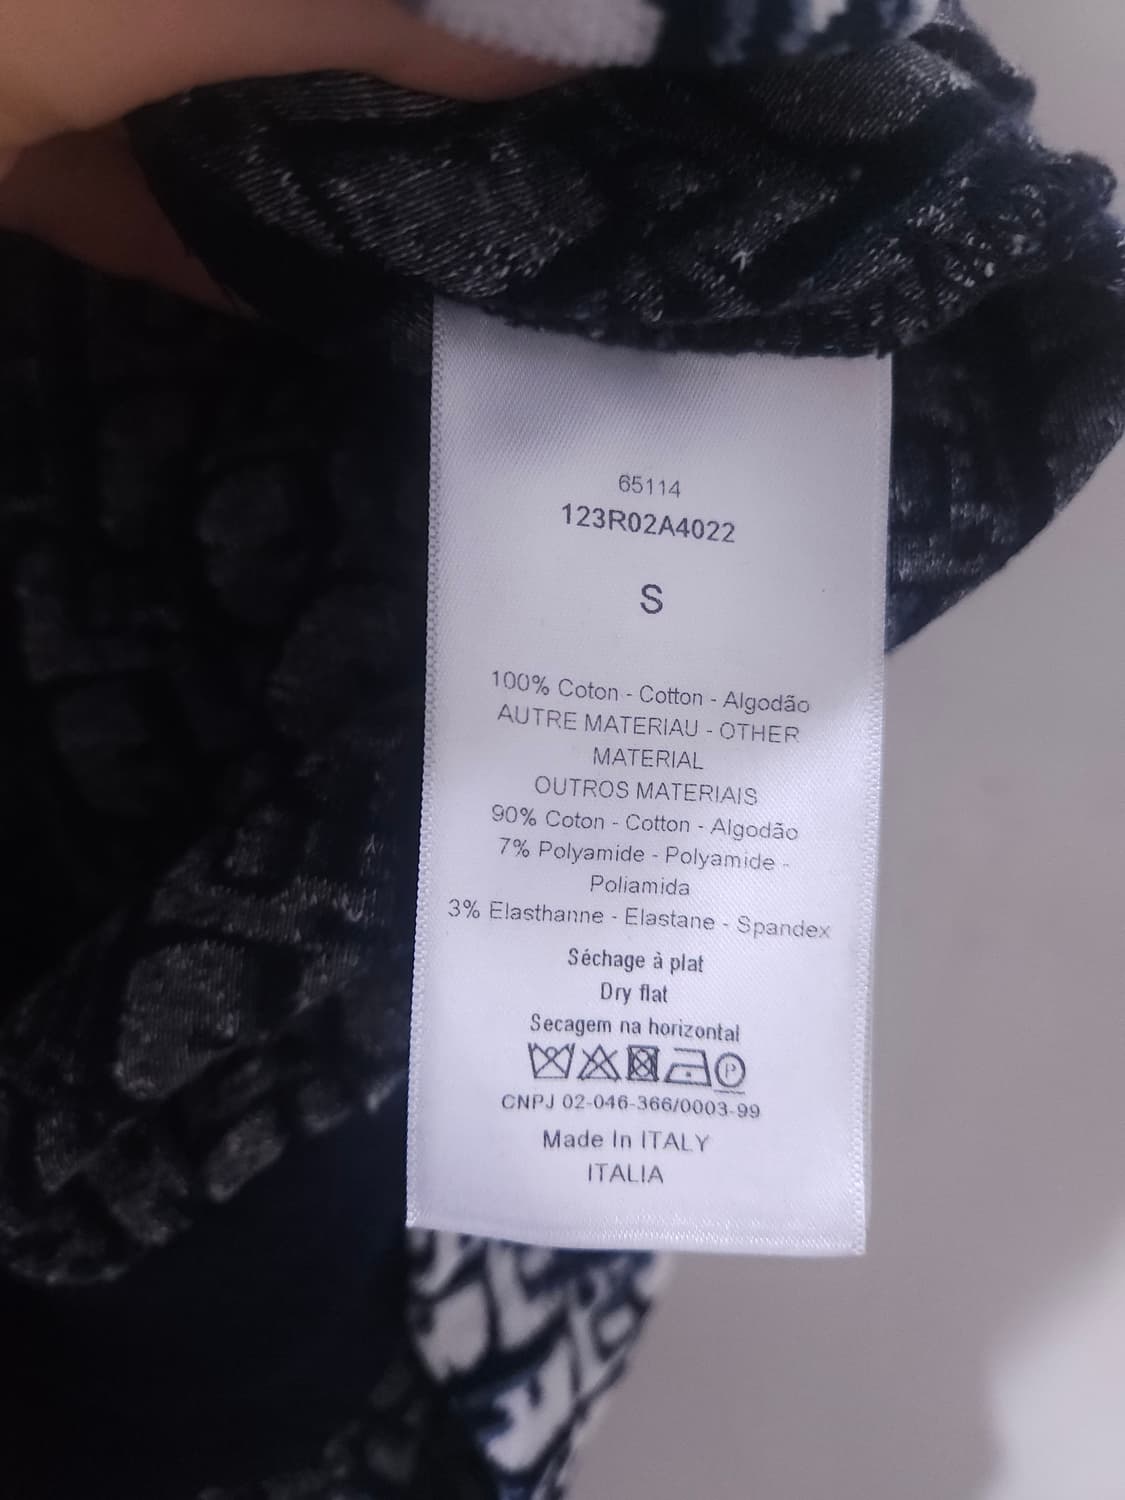 65114
123R02A4022
S
100% Coton - Cotton - Algodão
AUTRE MATERIAU - OTHER
MATERIAL
OUTROS MATERIAIS
90% Coton - Cotton - Algodão
7% Polyamide - Polyamide -
Poliamida
3% Elasthanne - Elastane - Spandex
Séchage à plat
Dry flat
Secagem na horizontal
P
CNPJ 02-046-366/0003-99
Made In ITALY
ITALIA